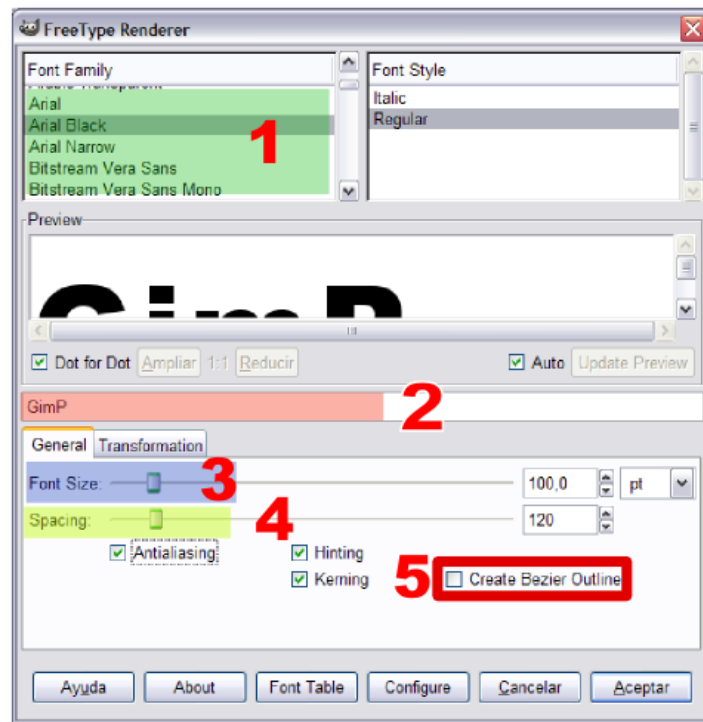 FreeType Renderer
Font Family
Font Style
Arabic Transparent
Arial
Italic
Arial Black
Regular
1
Arial Narrow
Bitstream Vera Sans
Bitstream Vera Sans Mono
Preview
GimP
Dot for Dot Ampliar 1:1 Reducir Auto Update Preview
GimP 2
General Transformation
Font Size: 3 100,0 pt
Spacing: 4 120
Antialiasing Hinting
Kerning 5 Create Bezier Outline
Ayuda About Font Table Configure Cancelar Aceptar